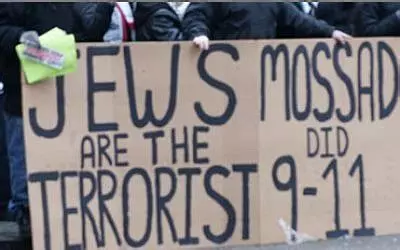 JEWS
ARE THE
TERRORIST
MOSSAD
DID
9-11